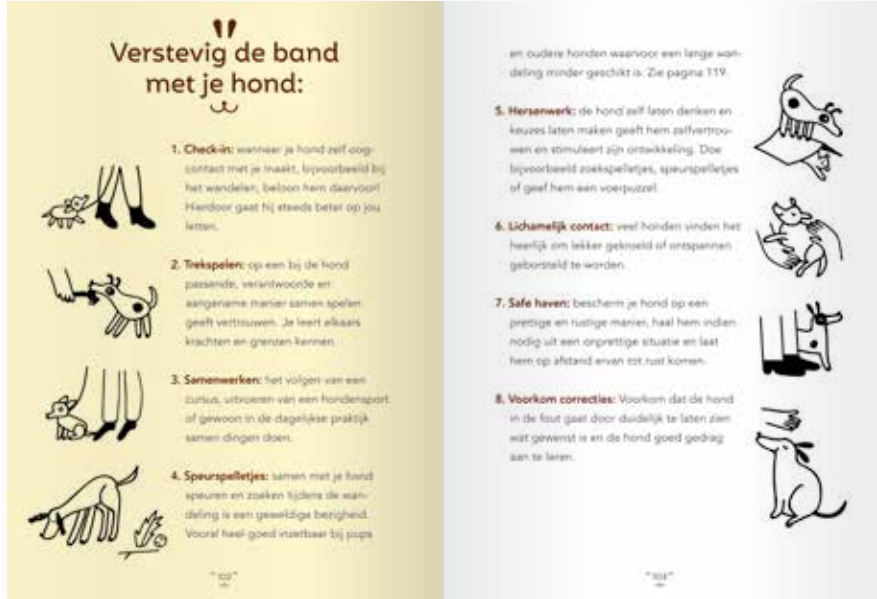 Verstevig de band
met je hond:
1. Check-in: wanneer je hond zelf oog-
contact met je maakt, bijvoorbeeld bij
het wandelen, beloon hem daarvoor!
Hierdoor gaat hij steeds beter op jou
letten.
2. Trekspelen: op een bij de hond
passende, verantwoorde en
aangename manier samen spelen
geeft vertrouwen. Je leert elkaars
krachten en grenzen kennen.
3. Samenwerken: het volgen van een
cursus, uitvoeren van een hondensport
of gewoon in de dagelijkse praktijk
samen dingen doen.
4. Speurspelletjes: samen met je hond
speuren en zoeken tijdens de wan-
deling is een geweldige bezigheid.
Vooral heel goed inzetbaar bij pups
102
en oudere honden waarvoor een lange wan-
deling minder geschikt is. Zie pagina 119.
5. Hersenwerk: de hond zelf laten denken en
keuzes laten maken geeft hem zelfvertrou-
wen en stimuleert zijn ontwikkeling. Doe
bijvoorbeeld zoekspelletjes, speurspelletjes
of geef hem een voerpuzzel.
6. Lichamelijk contact: veel honden vinden het
heerlijk om lekker geknoeld of ontspannen
geborsteld te worden.
7. Safe haven: bescherm je hond op een
prettige en rustige manier, haal hem indien
nodig uit een onprettige situatie en laat
hem op afstand ervan tot rust komen.
8. Voorkom correcties: Voorkom dat de hond
in de fout gaat door duidelijk te laten zien
wat gewenst is en de hond goed gedrag
aan te leren.
103